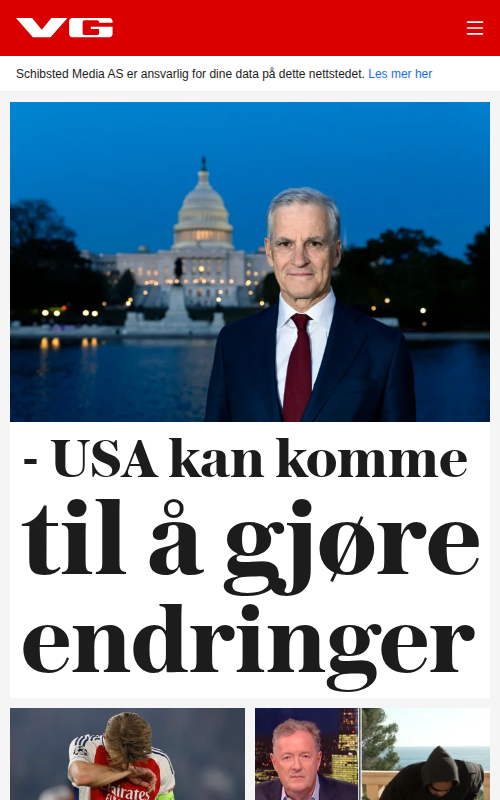 VG
Schibsted Media AS er ansvarlig for dine data på dette nettstedet. Les mer her
- USA kan komme
til å gjøre
endringer